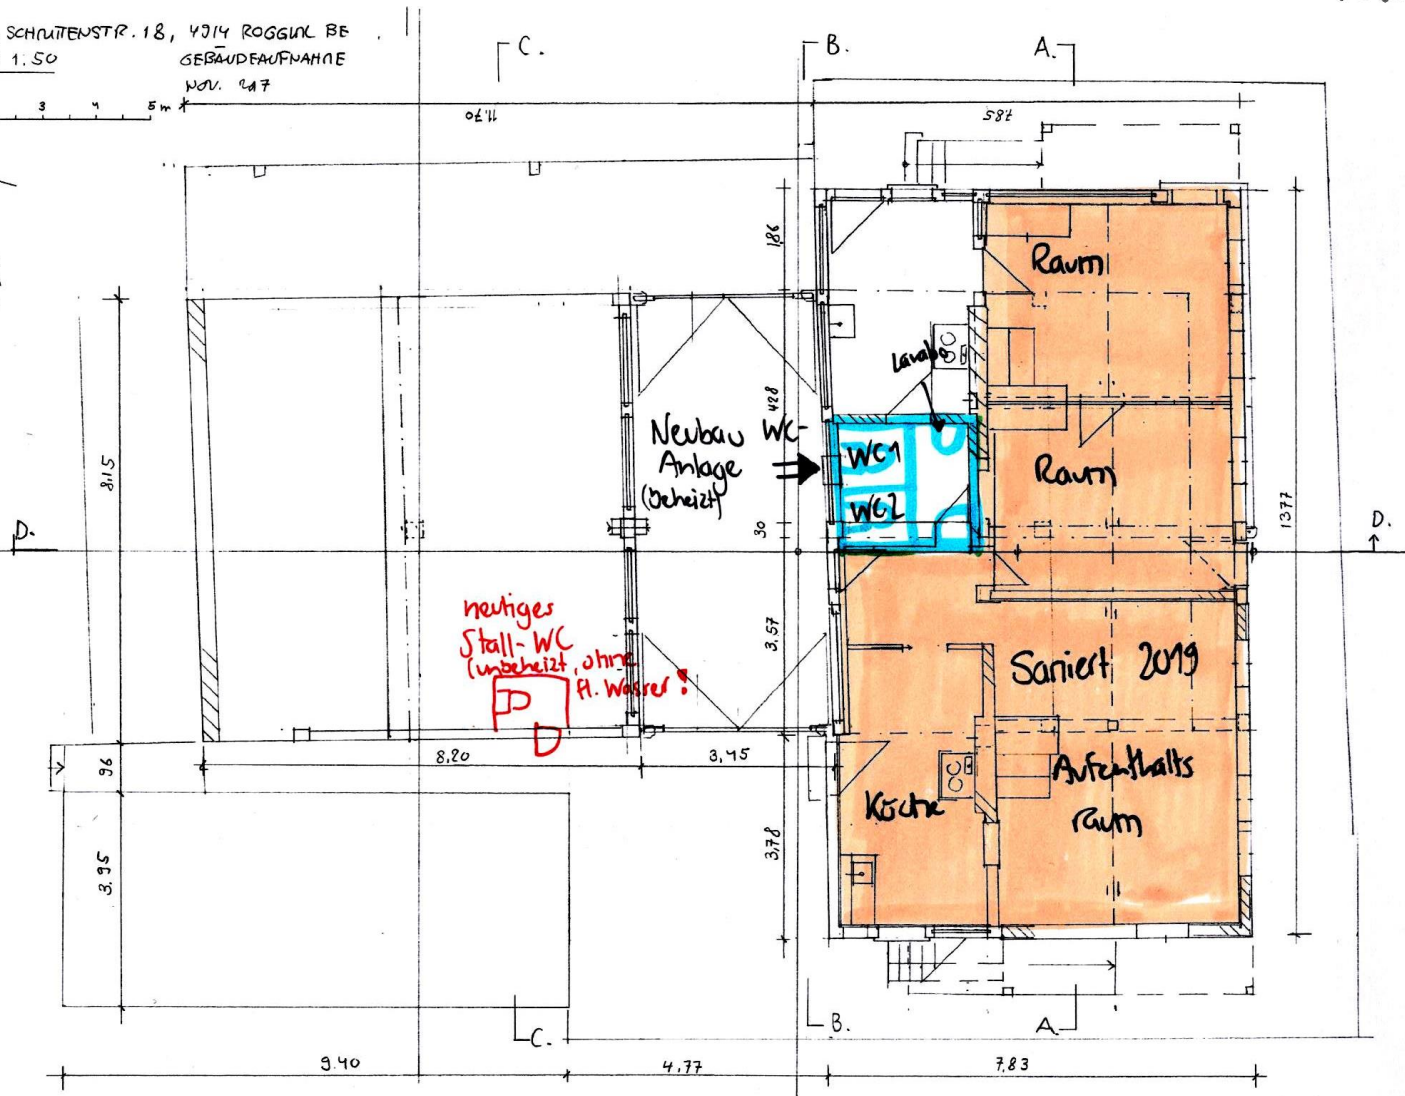 SCHMITTENSTR. 18, 4914 ROGGWIL BE
1:50
GEBÄUDEAUFNAHME
NOV. 2017
3 4 5 m
C.
B.
A.
11.70
7.85
1.86
Raum
Lavabo
4.28
Neubau WC-
Anlage
(beheizt)
WC1
WC2
Raum
8.15
30
13.77
D.
D.
heutiges
Stall-WC
(unbeheizt, ohne
fl. Wasser!
3,57
Saniert 2019
8,20
3,45
96
Küche
Aufenthalts
raum
3,78
3.95
C.
B.
A.
9.40
4.77
7,83